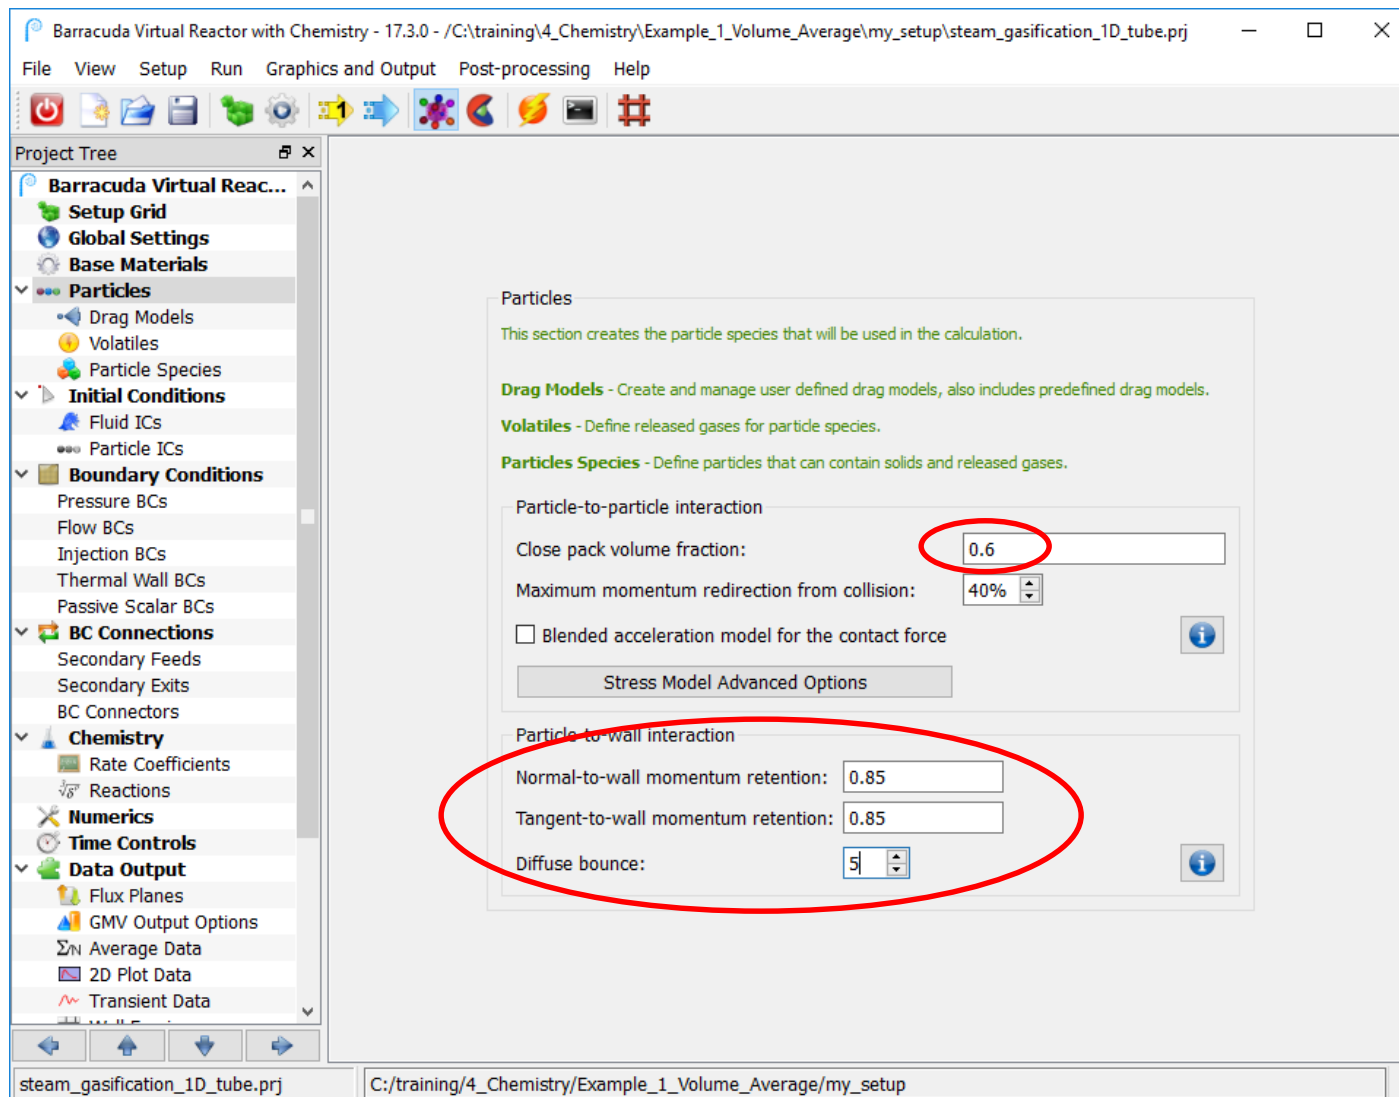 Barracuda Virtual Reactor with Chemistry - 17.3.0 - /C:\training\4_Chemistry\Example_1_Volume_Average\my_setup\steam_gasification_1D_tube.prj
File View Setup Run Graphics and Output Post-processing Help
1
Project Tree
Barracuda Virtual Reac...
Setup Grid
Global Settings
Base Materials
Particles
Drag Models
Volatiles
Particle Species
Initial Conditions
Fluid ICs
Particle ICs
Boundary Conditions
Pressure BCs
Flow BCs
Injection BCs
Thermal Wall BCs
Passive Scalar BCs
BC Connections
Secondary Feeds
Secondary Exits
BC Connectors
Chemistry
Rate Coefficients
Reactions
Numerics
Time Controls
Data Output
Flux Planes
GMV Output Options
Σ/N Average Data
2D Plot Data
Transient Data
Particles
This section creates the particle species that will be used in the calculation.
Drag Models - Create and manage user defined drag models, also includes predefined drag models.
Volatiles - Define released gases for particle species.
Particles Species - Define particles that can contain solids and released gases.
Particle-to-particle interaction
Close pack volume fraction: 0.6
Maximum momentum redirection from collision: 40%
Blended acceleration model for the contact force
Stress Model Advanced Options
Particle-to-wall interaction
Normal-to-wall momentum retention: 0.85
Tangent-to-wall momentum retention: 0.85
Diffuse bounce: 5
steam_gasification_1D_tube.prj C:/training/4_Chemistry/Example_1_Volume_Average/my_setup